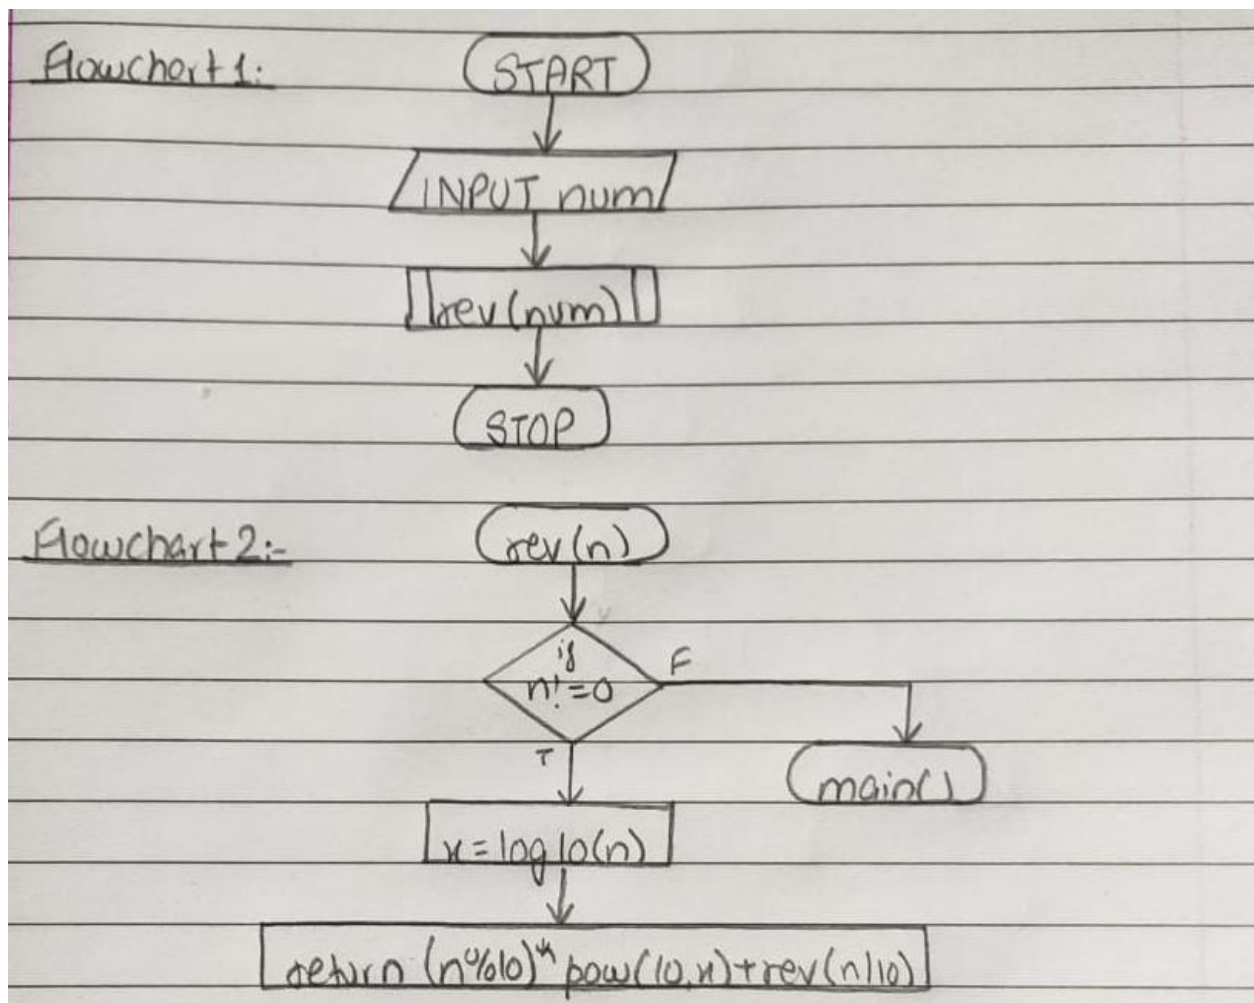 Flowchart 1:
START
INPUT num
rev(num)
STOP
Flowchart 2:-
rev(n)
if
n!=0
F
T
main()
x=log10(n)
return (n%10)*pow(10,x)+rev(n/10)